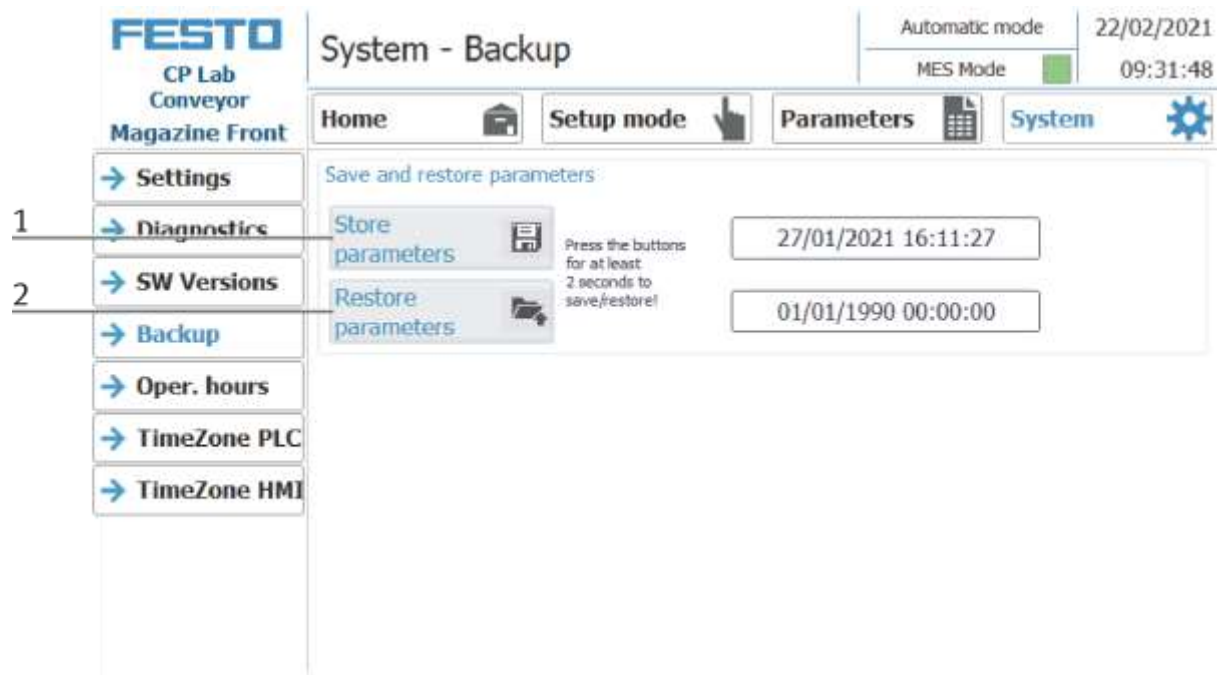 FESTO
CP Lab
Conveyor
Magazine Front
System - Backup
Automatic mode
MES Mode
22/02/2021
09:31:48
Home
Setup mode
Parameters
System
Settings
Diagnostics
SW Versions
Backup
Oper. hours
TimeZone PLC
TimeZone HMI
1
2
Save and restore parameters
Store
parameters
Press the buttons
for at least
2 seconds to
save/restore!
27/01/2021 16:11:27
Restore
parameters
01/01/1990 00:00:00